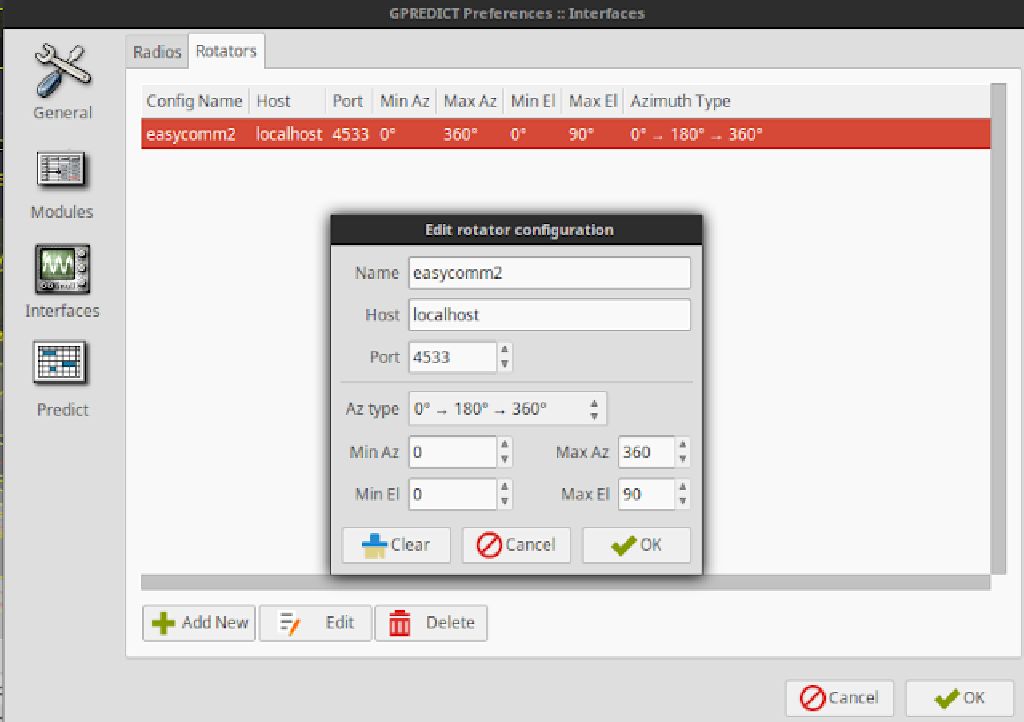 GPREDICT Preferences :: Interfaces
General
Modules
Interfaces
Predict
Radios Rotators
Config Name Host Port Min Az Max Az Min El Max El Azimuth Type
easycomm2 localhost 4533 0° 360° 0° 90° 0° → 180° → 360°
Edit rotator configuration
Name easycomm2
Host localhost
Port 4533
Az type 0° → 180° → 360°
Min Az 0 Max Az 360
Min El 0 Max El 90
Clear Cancel OK
Add New Edit Delete
Cancel OK